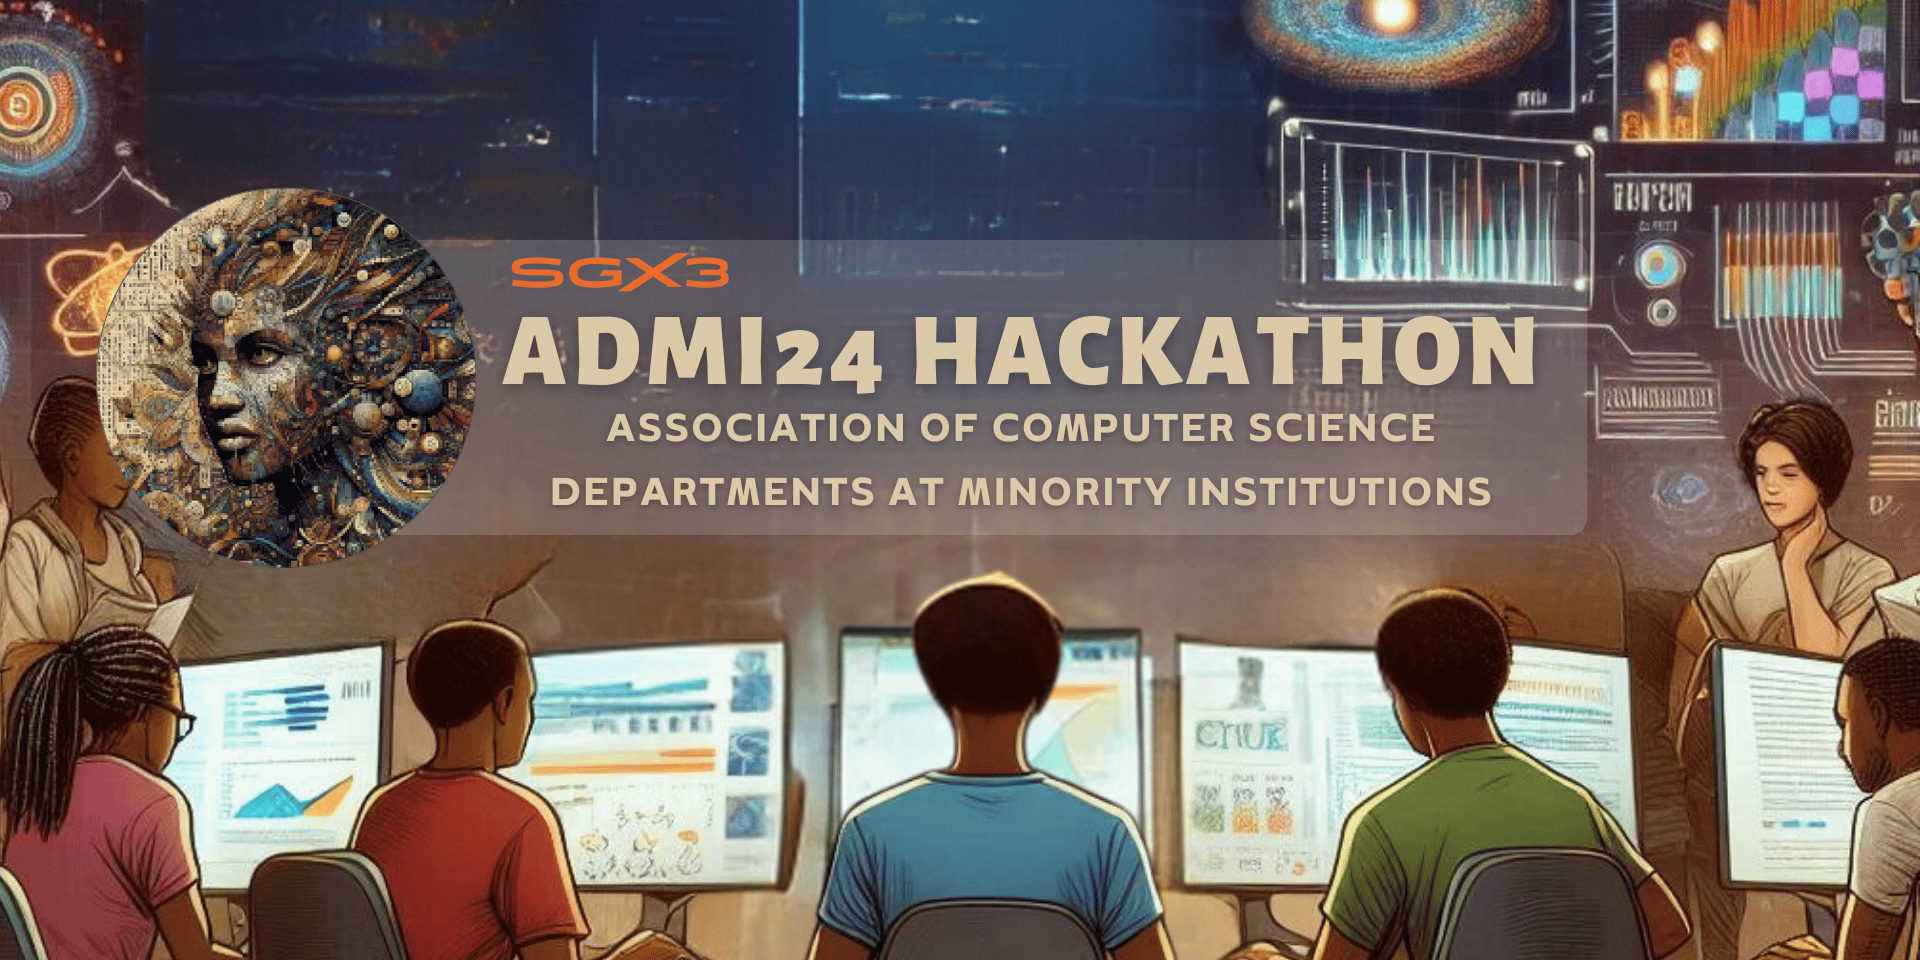 SGX3
ADMI24 HACKATHON
ASSOCIATION OF COMPUTER SCIENCE
DEPARTMENTS AT MINORITY INSTITUTIONS